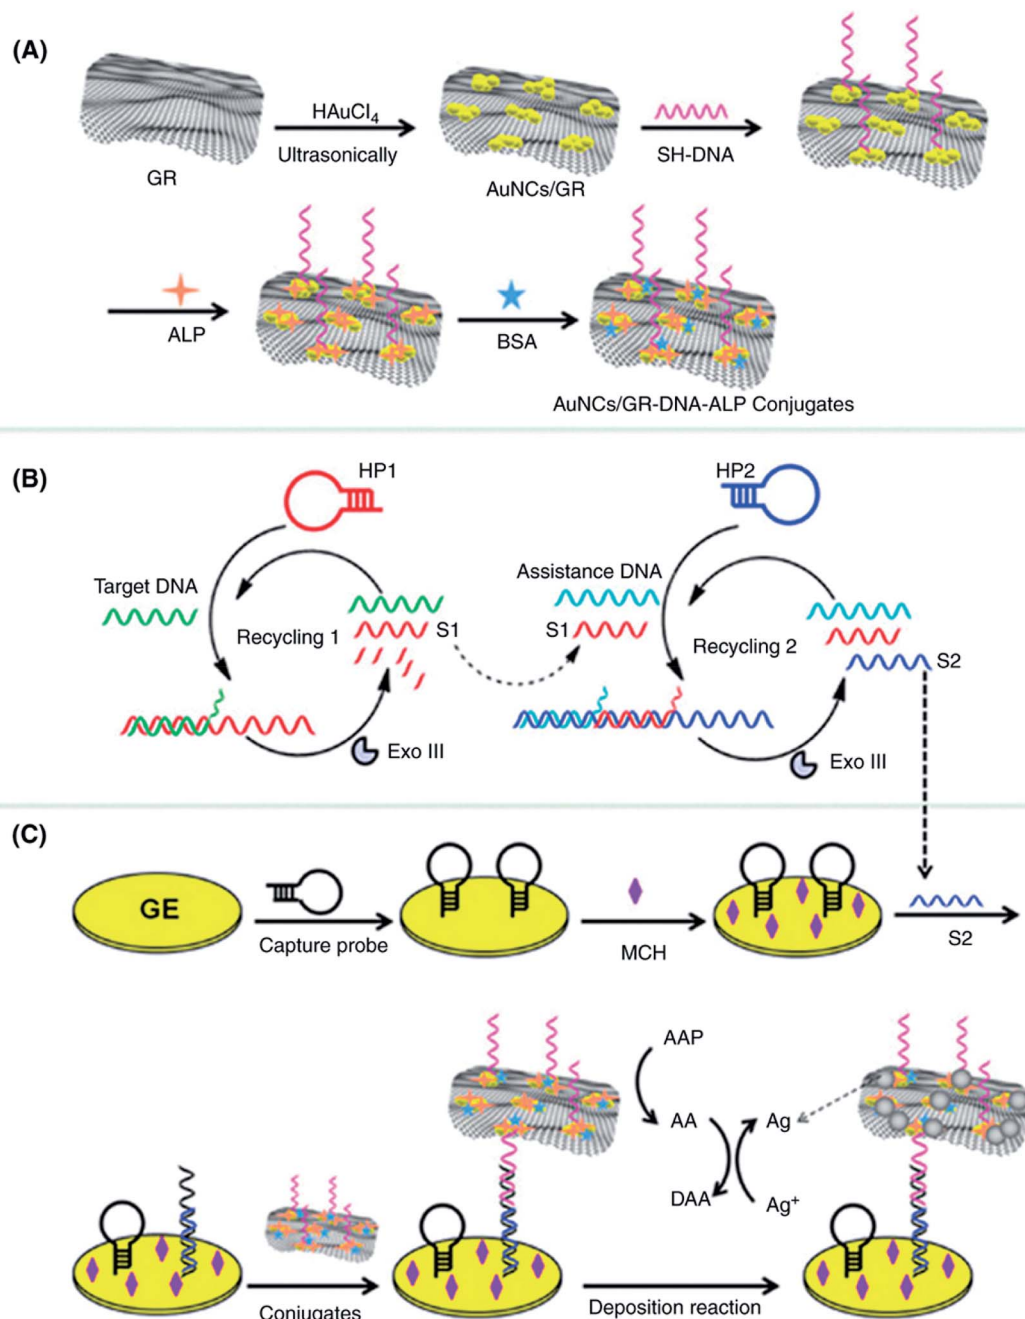 (A)
GR
HAuCl4
Ultrasonically
AuNCs/GR
SH-DNA
ALP
BSA
AuNCs/GR-DNA-ALP Conjugates
(B)
HP1
HP2
Target DNA
Recycling 1
S1
Assistance DNA
S1
Recycling 2
S2
Exo III
Exo III
(C)
GE
Capture probe
MCH
S2
AAP
AA
Ag
DAA
Ag+
Conjugates
Deposition reaction